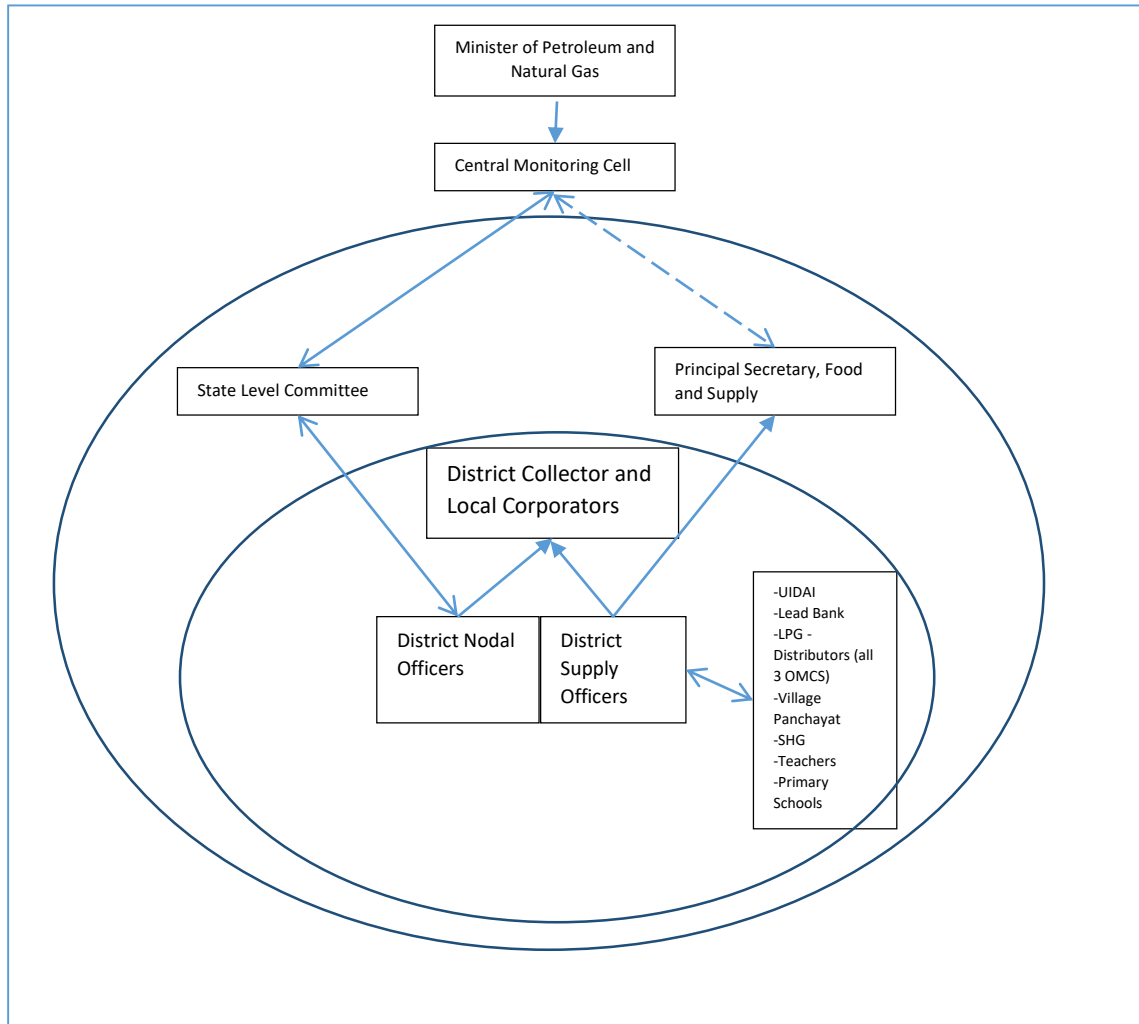 Minister of Petroleum and
Natural Gas
Central Monitoring Cell
State Level Committee
Principal Secretary, Food
and Supply
District Collector and
Local Corporators
District Nodal
Officers
District
Supply
Officers
-UIDAI
-Lead Bank
-LPG -
Distributors (all
3 OMCS)
-Village
Panchayat
-SHG
-Teachers
-Primary
Schools